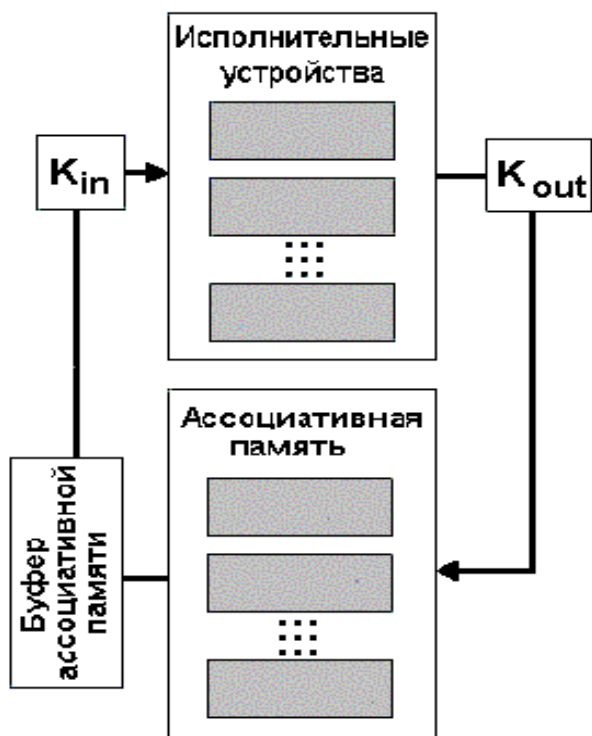 Исполнительные
устройства
K in
K out
Ассоциативная
память
Буфер
ассоциативной
памяти